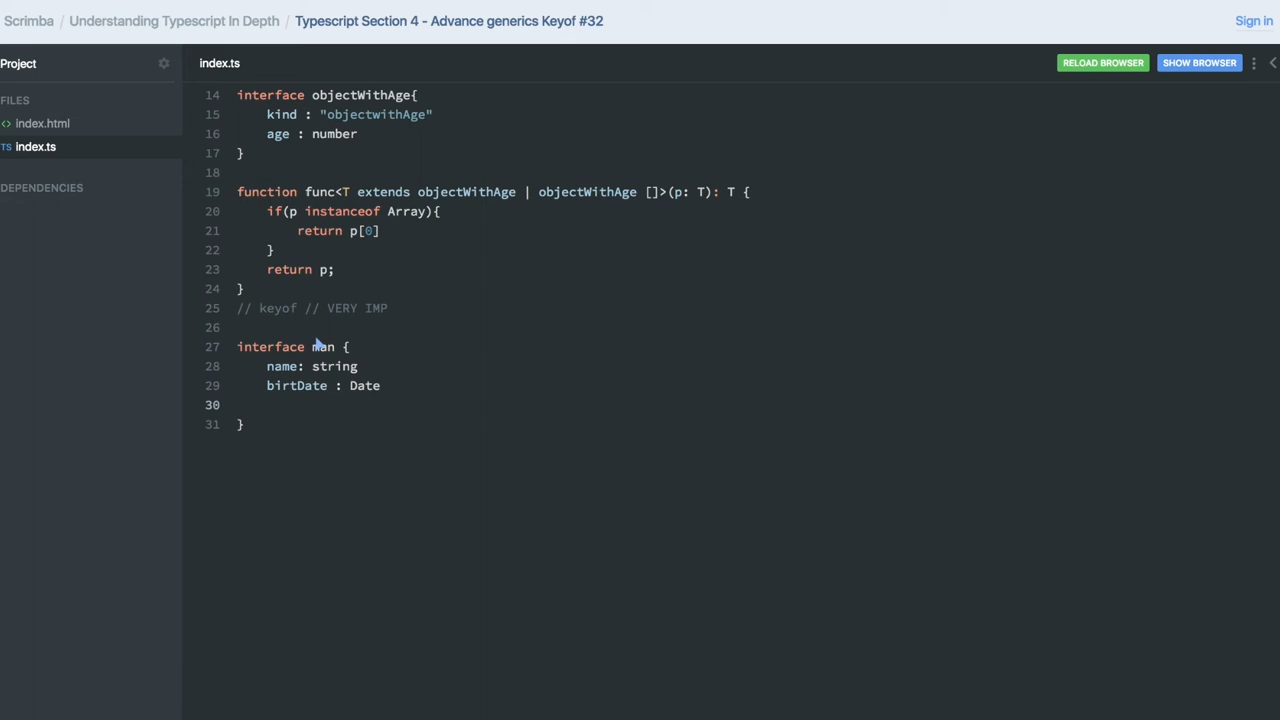 Scrimba / Understanding Typescript In Depth / Typescript Section 4 - Advance generics Keyof #32
Sign in
Project
index.ts
RELOAD BROWSER
SHOW BROWSER
FILES
<> index.html
TS index.ts
DEPENDENCIES
14 interface objectWithAge{
15     kind : "objectwithAge"
16     age : number
17 }
18
19 function func<T extends objectWithAge | objectWithAge []>(p: T): T {
20     if(p instanceof Array){
21         return p[0]
22     }
23     return p;
24 }
25 // keyof // VERY IMP
26
27 interface man {
28     name: string
29     birtDate : Date
30
31 }